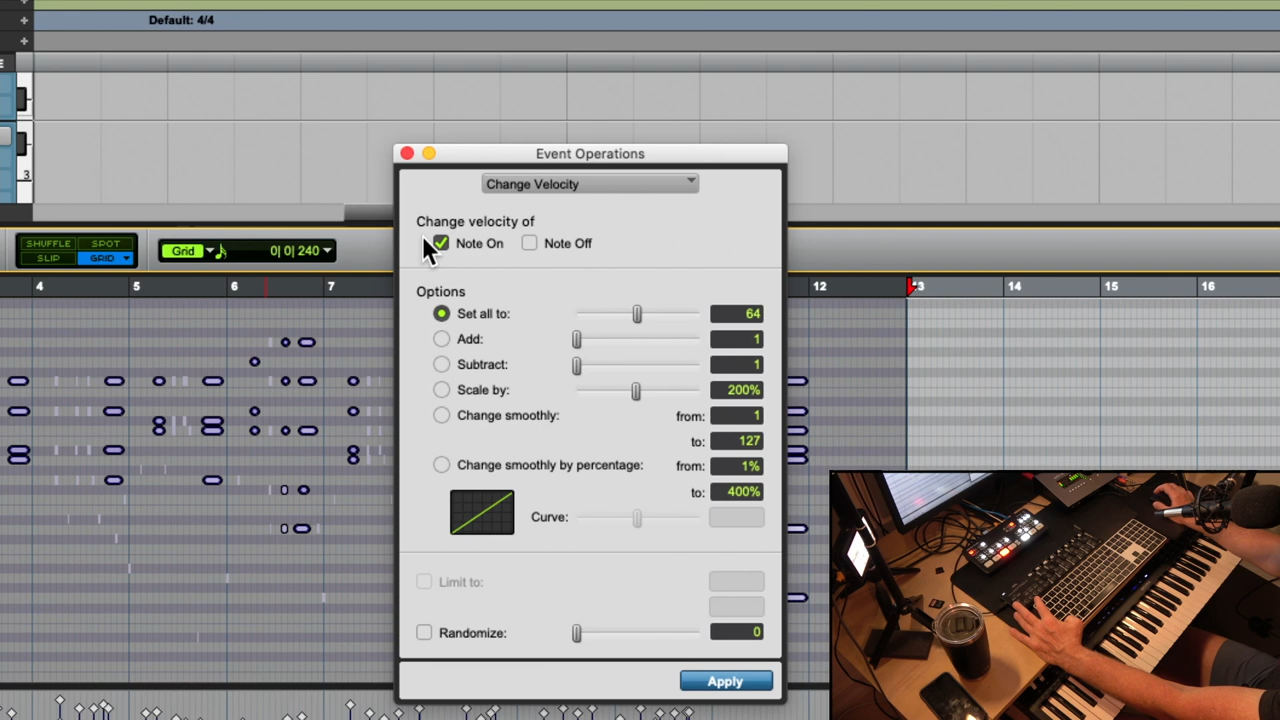 Default: 4/4
3
Event Operations
Change Velocity
Change velocity of
Note On Note Off
SHUFFLE SPOT
SLIP GRID
Grid 0| 0| 240
4 5 6 7 12 13 14 15 16
Options
Set all to: 64
Add: 1
Subtract: 1
Scale by: 200%
Change smoothly: from: 1
to: 127
Change smoothly by percentage: from: 1%
to: 400%
Curve:
Limit to:
Randomize: 0
Apply